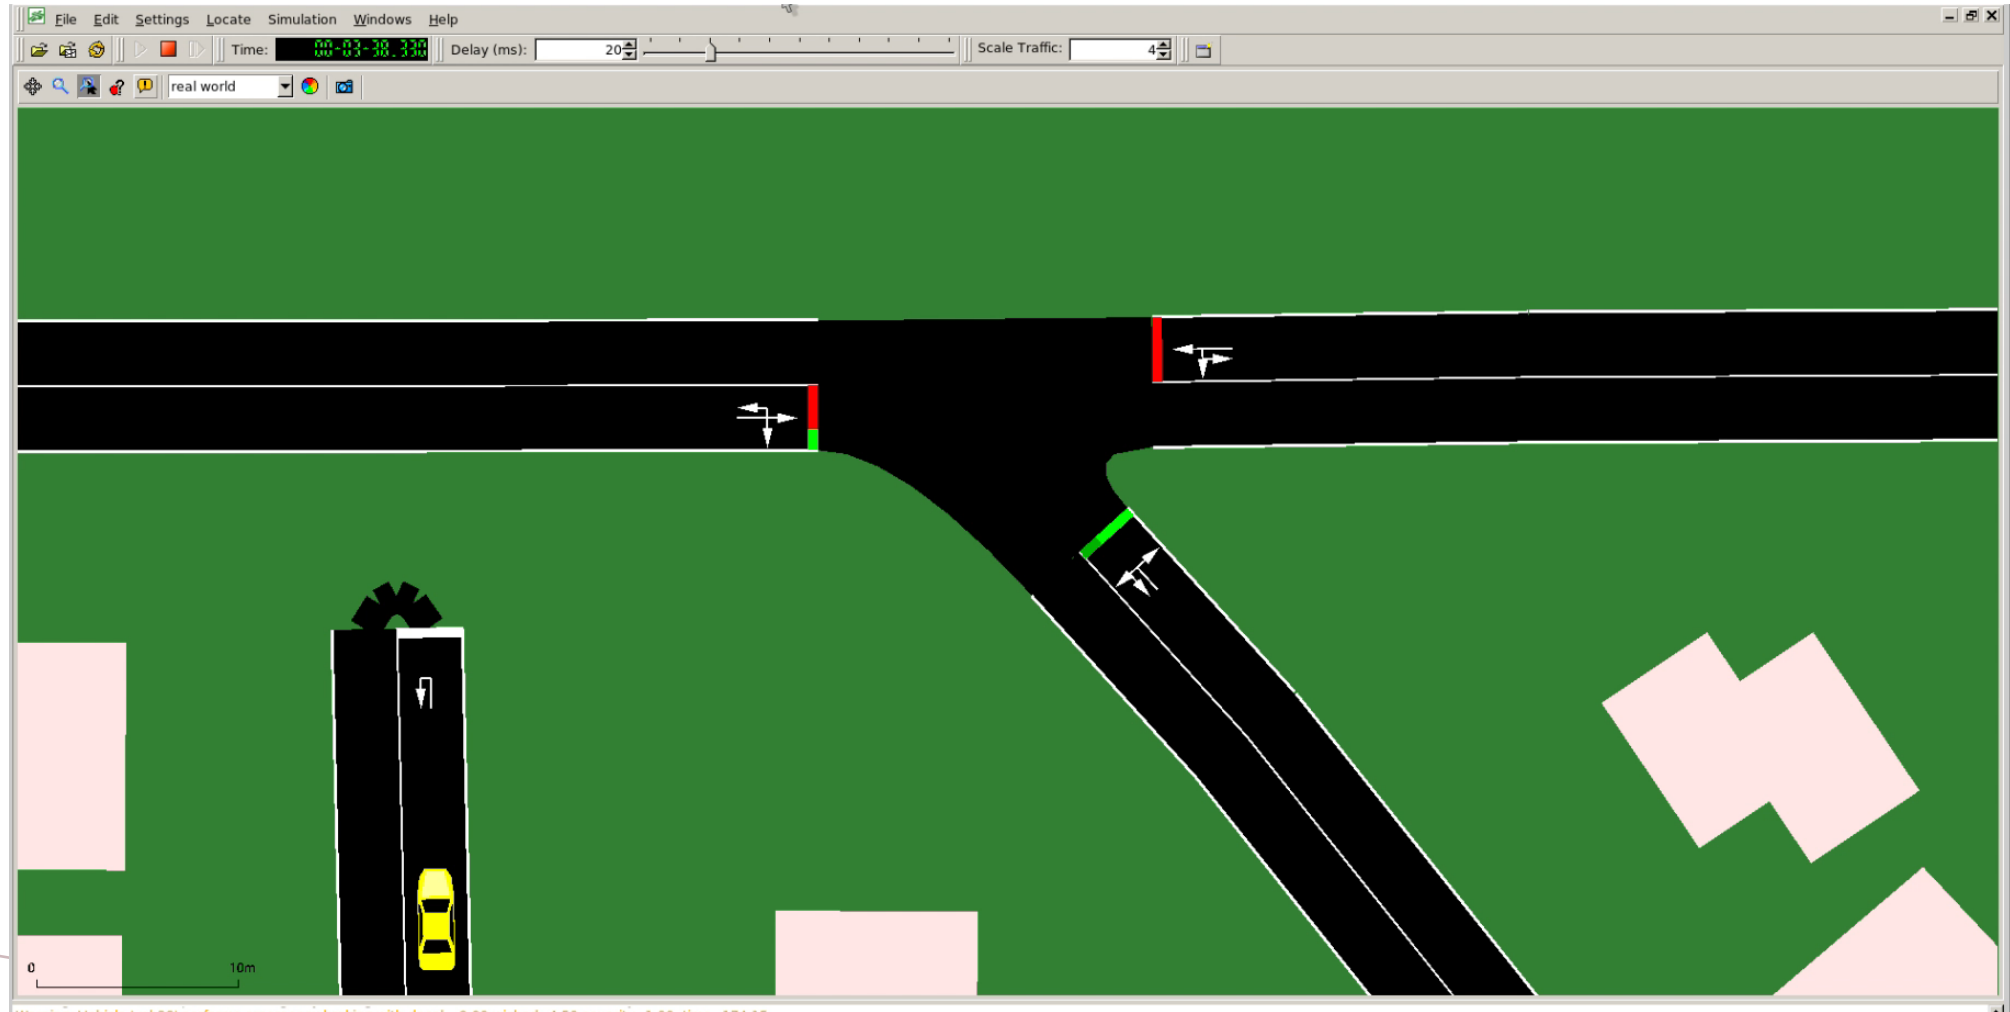 File Edit Settings Locate Simulation Windows Help
Time: 00-03-38.330 Delay (ms): 20 Scale Traffic: 4
real world
0 10m